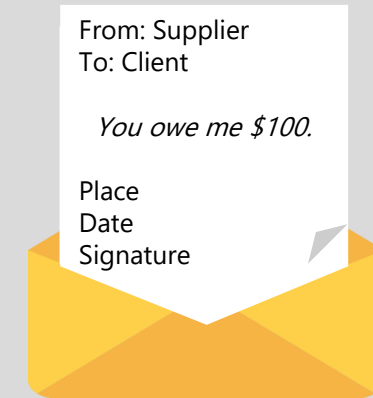 From: Supplier
To: Client
You owe me $100.
Place
Date
Signature